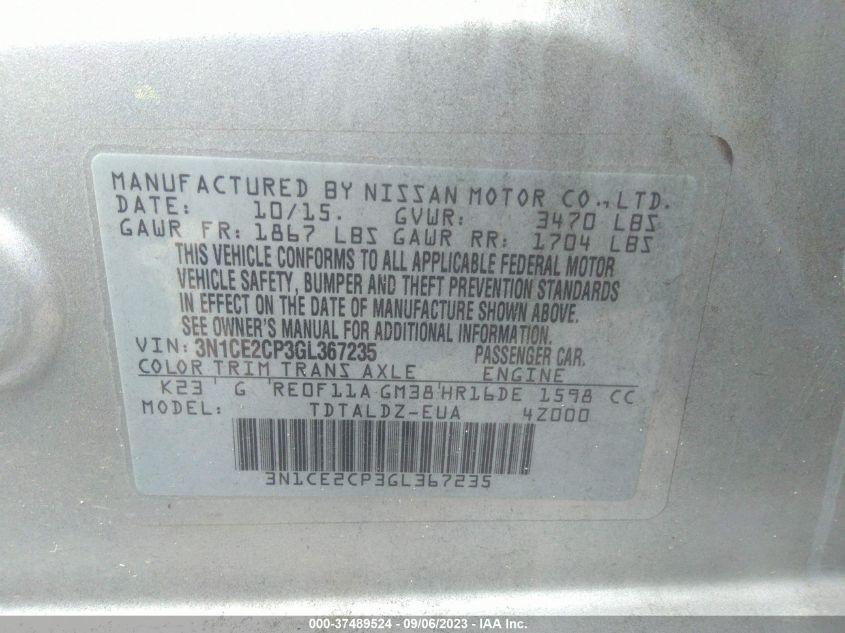 MANUFACTURED BY NISSAN MOTOR CO.,LTD.
DATE: 10/15. GVWR: 3470 LBS
GAWR FR: 1867 LBS GAWR RR: 1704 LBS
THIS VEHICLE CONFORMS TO ALL APPLICABLE FEDERAL MOTOR
VEHICLE SAFETY, BUMPER AND THEFT PREVENTION STANDARDS
IN EFFECT ON THE DATE OF MANUFACTURE SHOWN ABOVE.
SEE OWNER'S MANUAL FOR ADDITIONAL INFORMATION.
VIN: 3N1CE2CP3GL367235 PASSENGER CAR.
COLOR TRIM TRANS AXLE ENGINE
K23 ' G 'RE0F11A GM38'HR16DE 1598 CC
MODEL: TDTALDZ-EUA 4Z000
3N1CE2CP3GL367235
000-37489524 - 09/06/2023 - IAA Inc.